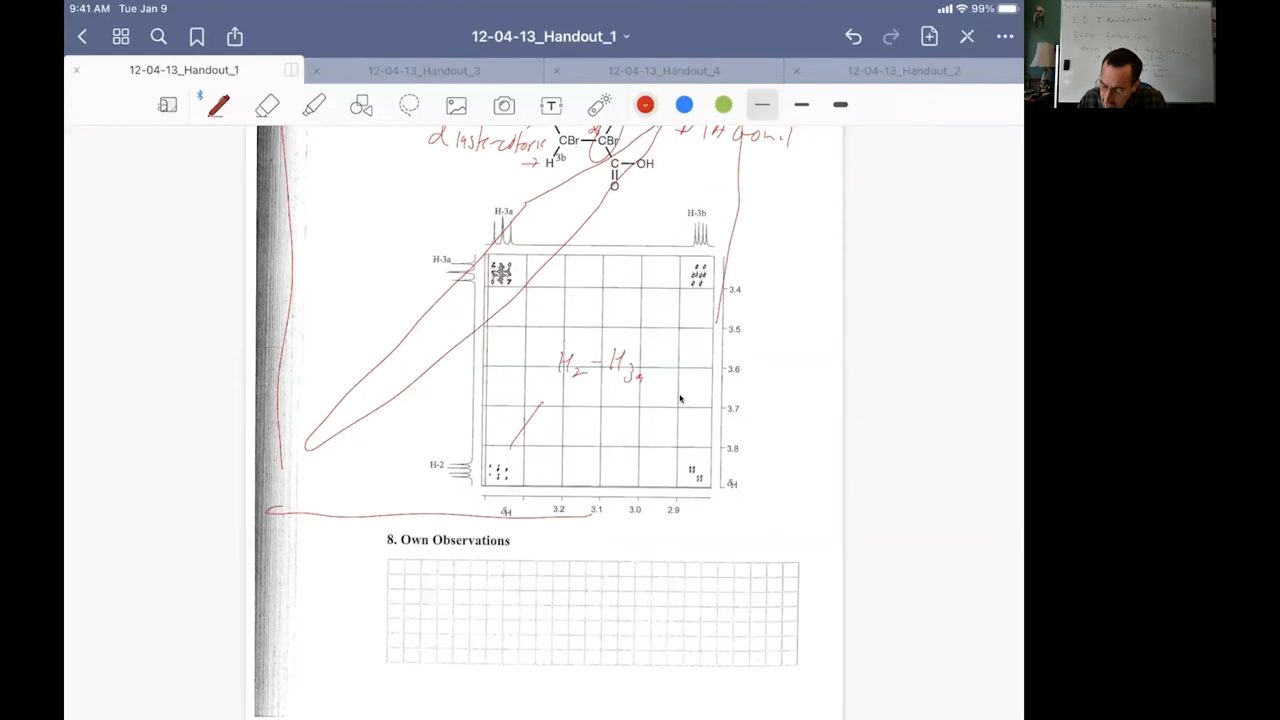 9:41 AM Tue Jan 9
99%
12-04-13_Handout_1
12-04-13_Handout_1
12-04-13_Handout_3
12-04-13_Handout_4
12-04-13_Handout_2
T
CBr CBr
H 3b
C OH
O
H-3a
H-3b
H-3a
3.4
3.5
H2 - H3a
3.6
3.7
3.8
H-2
δH
δH 3.2 3.1 3.0 2.9
8. Own Observations